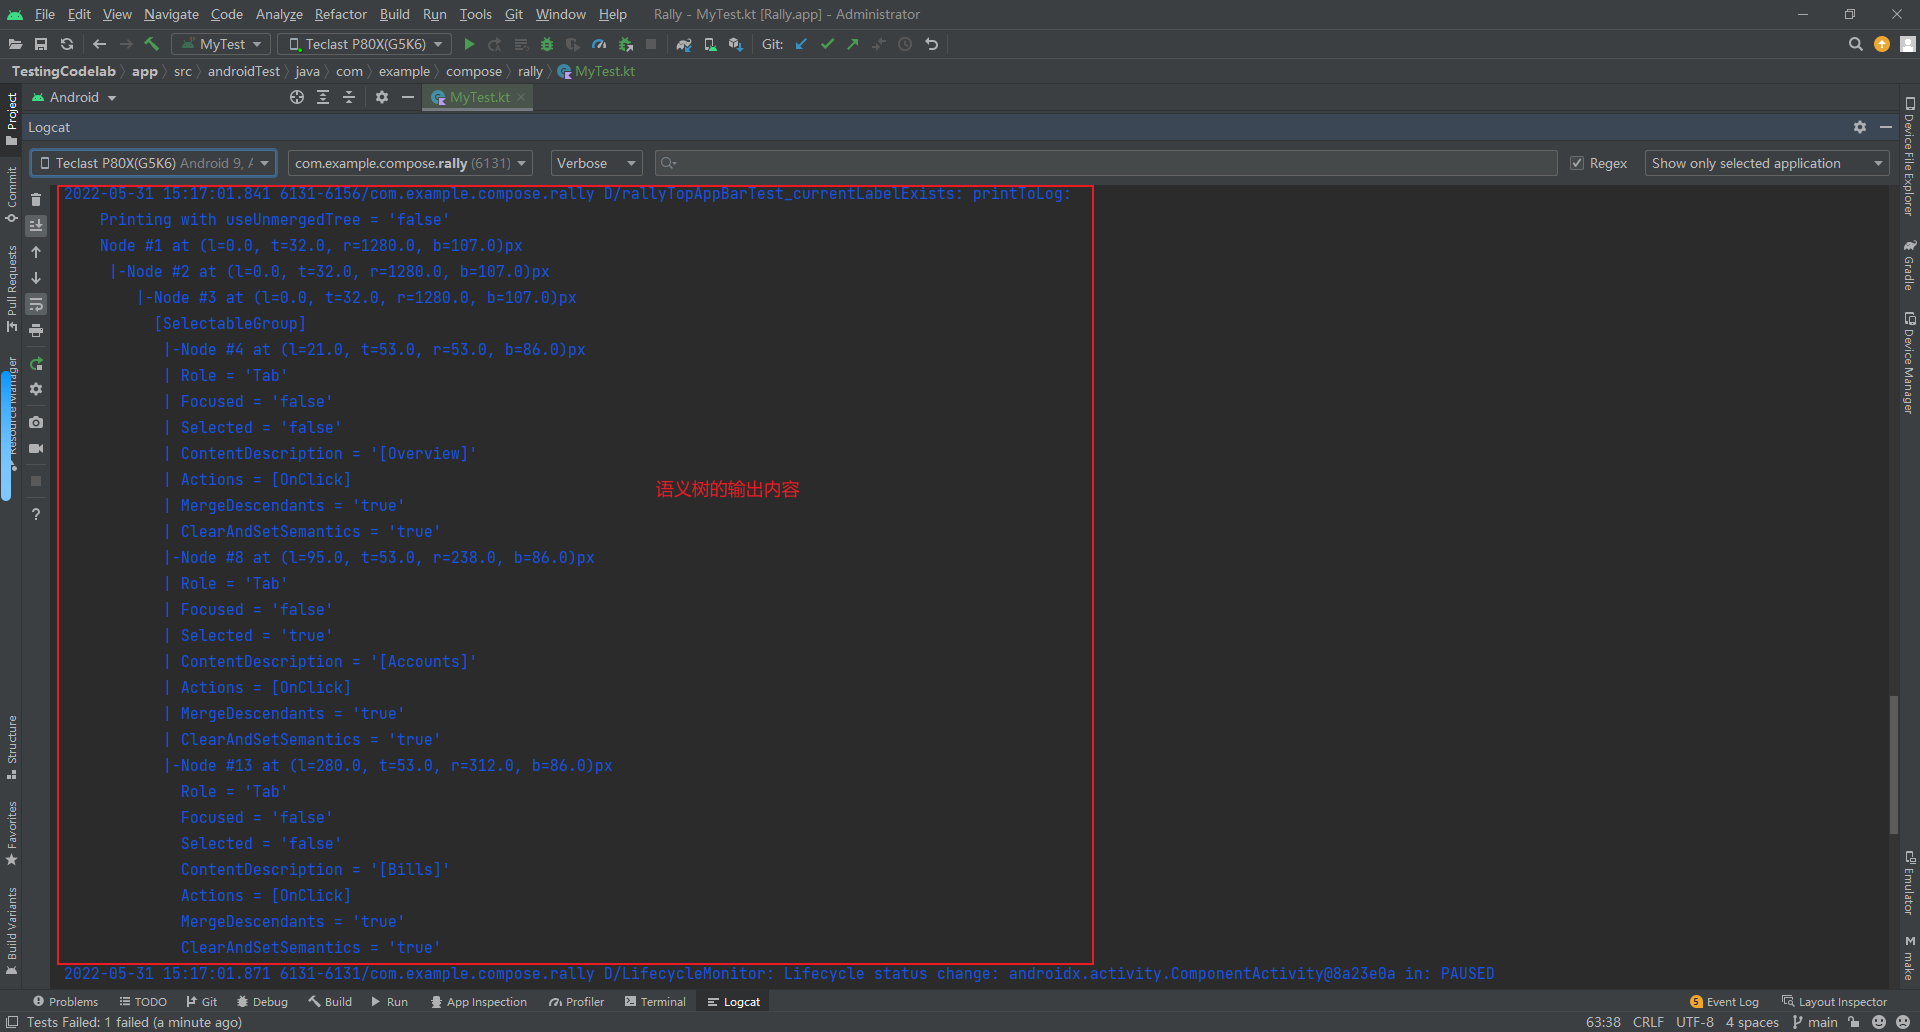 File Edit View Navigate Code Analyze Refactor Build Run Tools Git Window Help Rally - MyTest.kt [Rally.app] - Administrator
MyTest Teclast P80X(G5K6) Git:
TestingCodelab app src androidTest java com example compose rally MyTest.kt
Android MyTest.kt
Logcat
Teclast P80X(G5K6) Android 9, com.example.compose.rally (6131) Verbose Regex Show only selected application
2022-05-31 15:17:01.841 6131-6156/com.example.compose.rally D/rallyTopAppBarTest_currentLabelExists: printToLog:
Printing with useUnmergedTree = 'false'
Node #1 at (l=0.0, t=32.0, r=1280.0, b=107.0)px
|-Node #2 at (l=0.0, t=32.0, r=1280.0, b=107.0)px
|-Node #3 at (l=0.0, t=32.0, r=1280.0, b=107.0)px
[SelectableGroup]
|-Node #4 at (l=21.0, t=53.0, r=53.0, b=86.0)px
| Role = 'Tab'
| Focused = 'false'
| Selected = 'false'
| ContentDescription = '[Overview]'
| Actions = [OnClick]
语义树的输出内容
| MergeDescendants = 'true'
| ClearAndSetSemantics = 'true'
|-Node #8 at (l=95.0, t=53.0, r=238.0, b=86.0)px
| Role = 'Tab'
| Focused = 'false'
| Selected = 'true'
| ContentDescription = '[Accounts]'
| Actions = [OnClick]
| MergeDescendants = 'true'
| ClearAndSetSemantics = 'true'
|-Node #13 at (l=280.0, t=53.0, r=312.0, b=86.0)px
Role = 'Tab'
Focused = 'false'
Selected = 'false'
ContentDescription = '[Bills]'
Actions = [OnClick]
MergeDescendants = 'true'
ClearAndSetSemantics = 'true'
2022-05-31 15:17:01.871 6131-6131/com.example.compose.rally D/LifecycleMonitor: Lifecycle status change: androidx.activity.ComponentActivity@8a23e0a in: PAUSED
Project
Commit
Pull Requests
Resource Manager
Structure
Favorites
Build Variants
Device File Explorer
Gradle
Device Manager
Emulator
M make
Problems TODO Git Debug Build Run App Inspection Profiler Terminal Logcat 5 Event Log Layout Inspector
Tests Failed: 1 failed (a minute ago) 63:38 CRLF UTF-8 4 spaces main